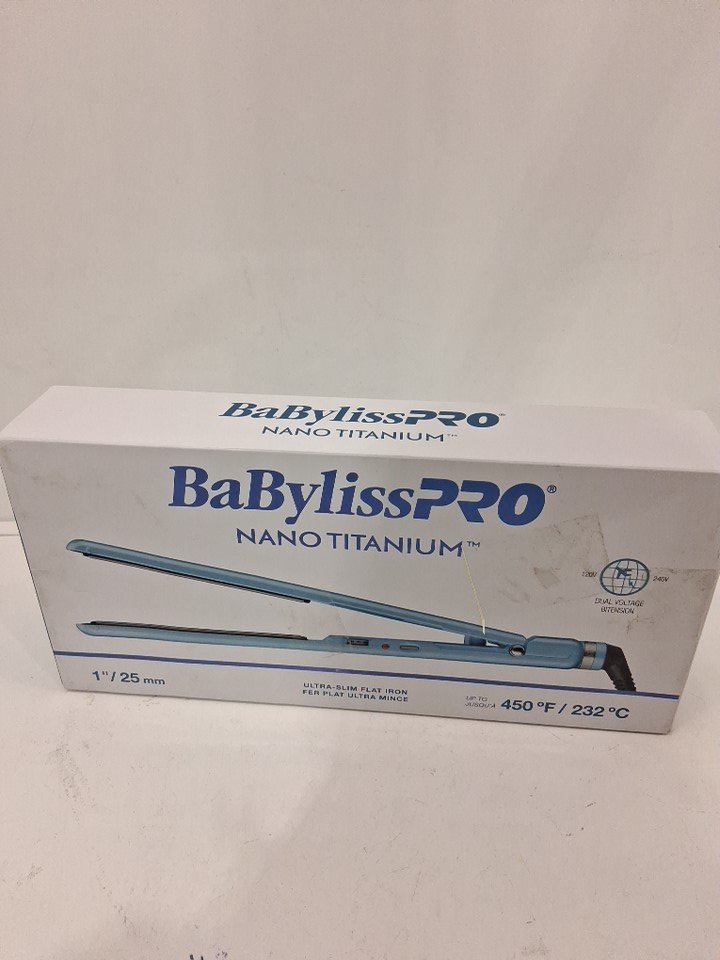 BaBylissPRO®
NANO TITANIUM™
BaBylissPRO®
NANO TITANIUM™
120V 240V
DUAL VOLTAGE
BITENSION
1" / 25 mm
ULTRA-SLIM FLAT IRON
FER PLAT ULTRA MINCE
UP TO
JUSQU'À 450 °F / 232 °C